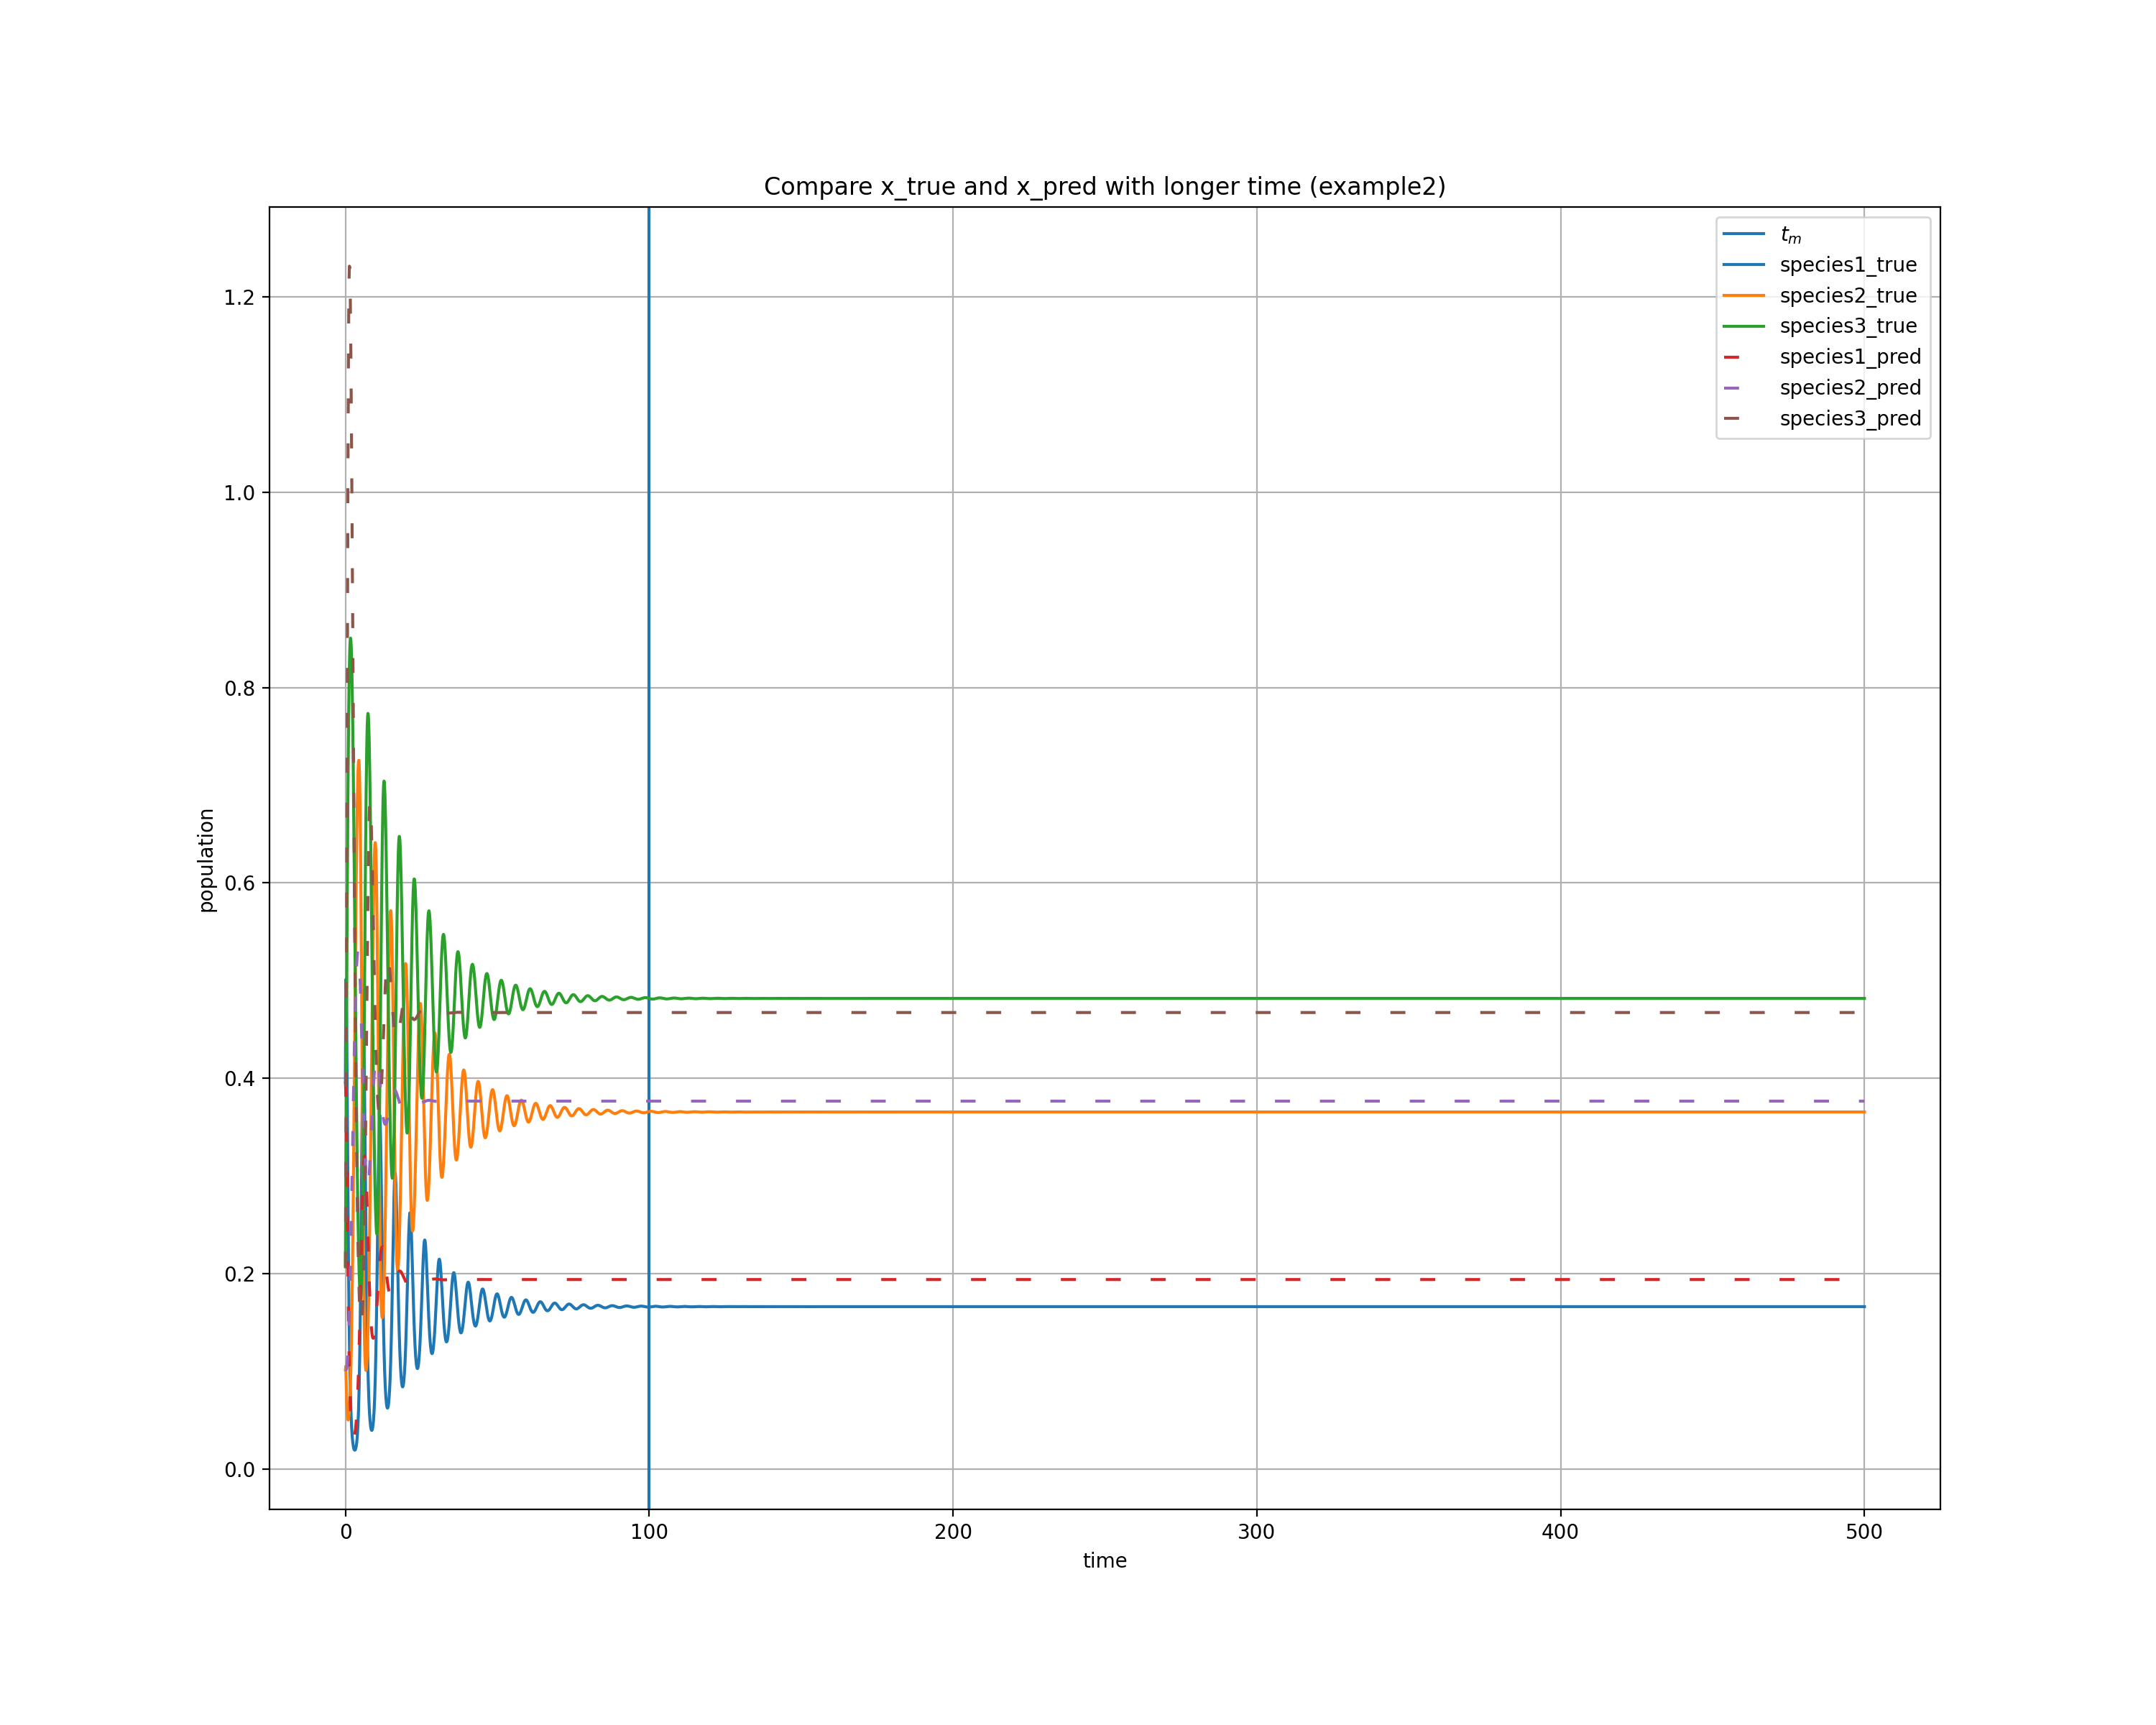 Compare x_true and x_pred with longer time (example2)
t_m
species1_true
species2_true
species3_true
species1_pred
species2_pred
species3_pred
1.2
1.0
0.8
0.6
0.4
0.2
0.0
population
0 100 200 300 400 500
time